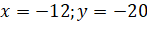 x = −12; y = −20